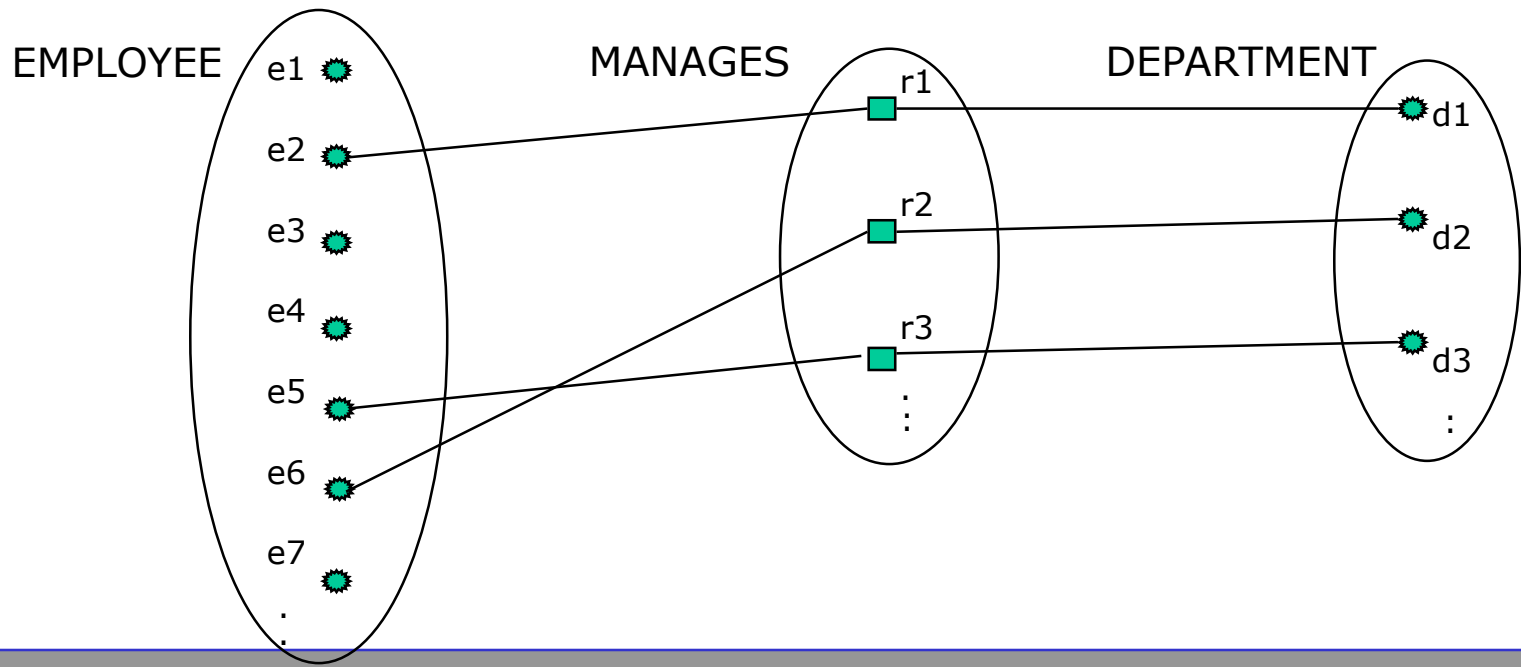 EMPLOYEE
MANAGES
DEPARTMENT
e1
e2
e3
e4
e5
e6
e7
.
.
r1
r2
r3
.
:
d1
d2
d3
: